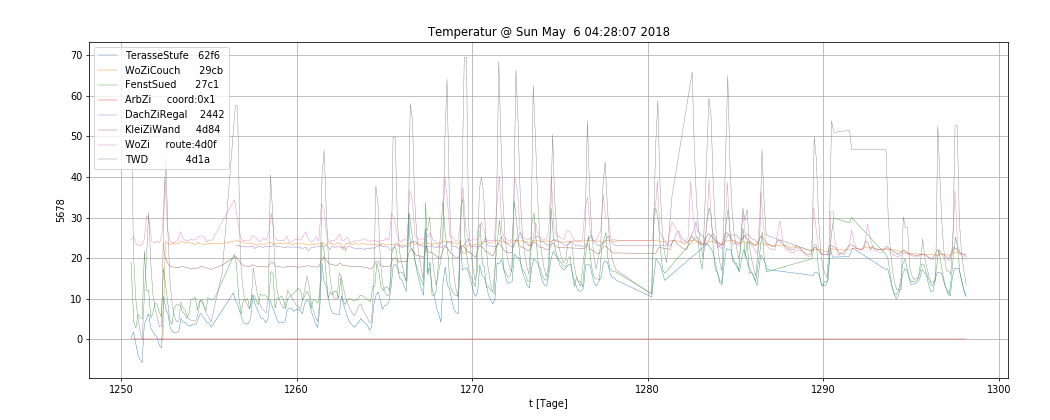 Temperatur @ Sun May  6 04:28:07 2018
70
60
50
40
30
20
10
0
5678
TerasseStufe   62f6
WoZiCouch      29cb
FenstSued      27c1
ArbZi     coord:0x1
DachZiRegal    2442
KleiZiWand     4d84
WoZi     route:4d0f
TWD            4d1a
1250
1260
1270
1280
1290
1300
t [Tage]